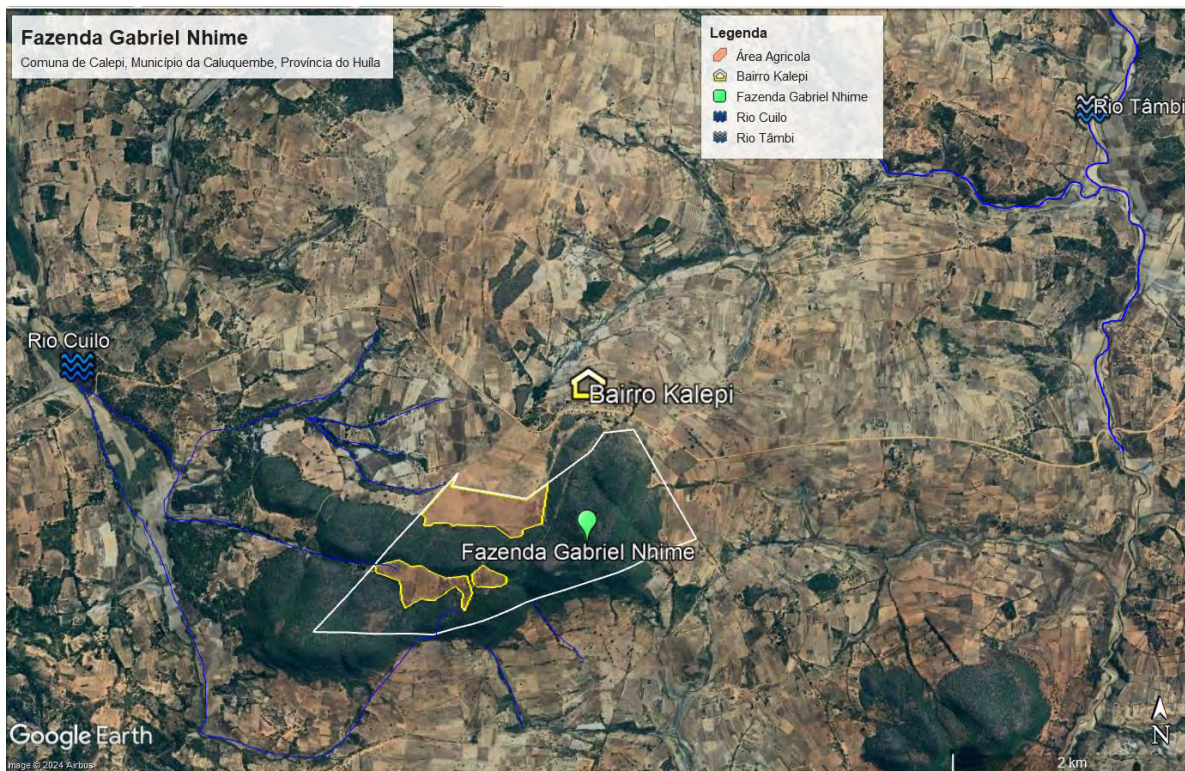 Fazenda Gabriel Nhime
Comuna de Calepi, Município da Caluquembe, Província do Huíla
Legenda
Área Agrícola
Bairro Kalepi
Fazenda Gabriel Nhime
Rio Cuilo
Rio Tâmbi
Rio Tâmbi
Rio Cuilo
Bairro Kalepi
Fazenda Gabriel Nhime
Google Earth
Image © 2024 Airbus
N
2 km